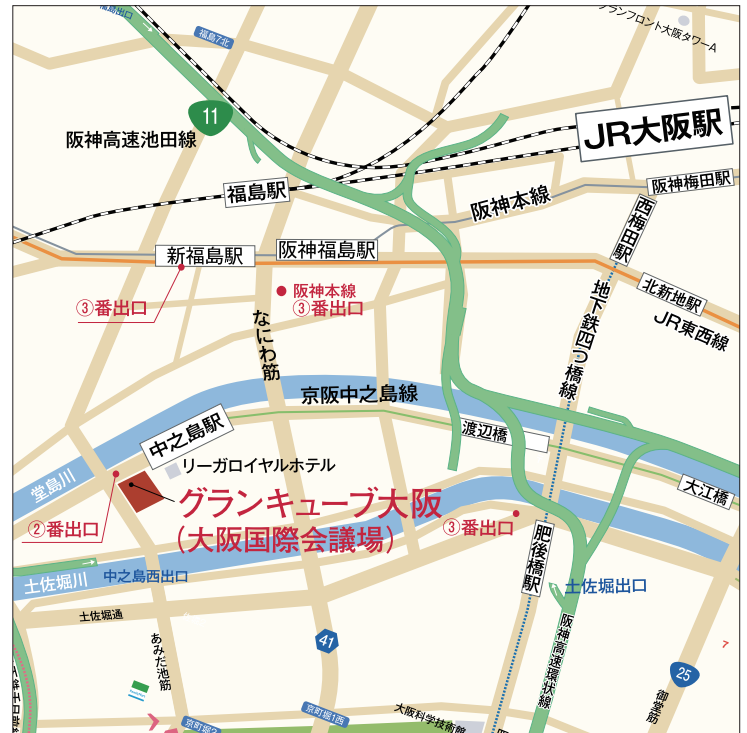 福島出口
福島7北
グランフロント大阪タワーA
11
阪神高速池田線
JR大阪駅
福島駅
阪神本線
阪神梅田駅
西梅田駅
新福島駅
阪神福島駅
③番出口
阪神本線
③番出口
北新地駅
JR東西線
地下鉄四つ橋線
なにわ筋
京阪中之島線
中之島駅
渡辺橋
堂島川
リーガロイヤルホテル
大江橋
グランキューブ大阪
(大阪国際会議場)
②番出口
③番出口
肥後橋駅
土佐堀川
中之島西出口
土佐堀出口
土佐堀通
あみだ池筋
41
阪神高速環状線
7
25
御堂筋
京町堀2
京町堀1西
大阪科学技術館